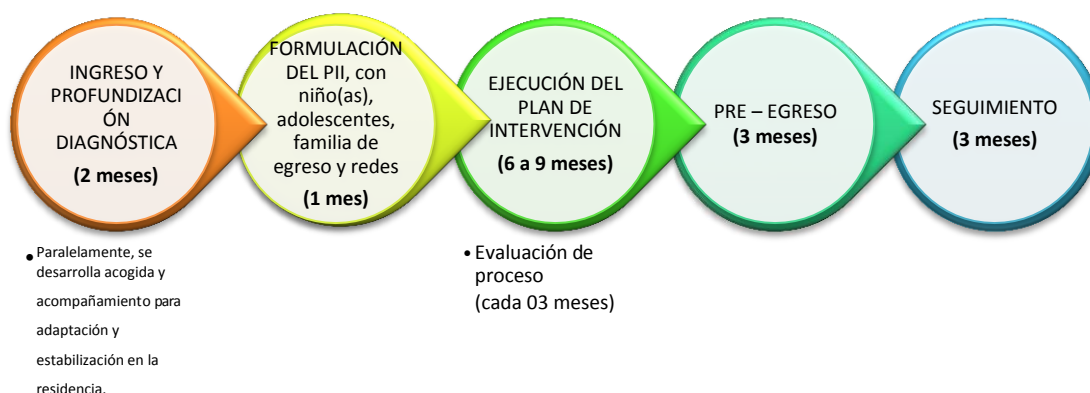 INGRESO Y
PROFUNDIZACI
ÓN
DIAGNÓSTICA
(2 meses)
• Paralelamente, se
desarrolla acogida y
acompañamiento para
adaptación y
estabilización en la
residencia.
FORMULACIÓN
DEL PII, con
niño(as),
adolescentes,
familia de
egreso y redes
(1 mes)
EJECUCIÓN DEL
PLAN DE
INTERVENCIÓN
(6 a 9 meses)
• Evaluación de
proceso
(cada 03 meses)
PRE – EGRESO
(3 meses)
SEGUIMIENTO
(3 meses)